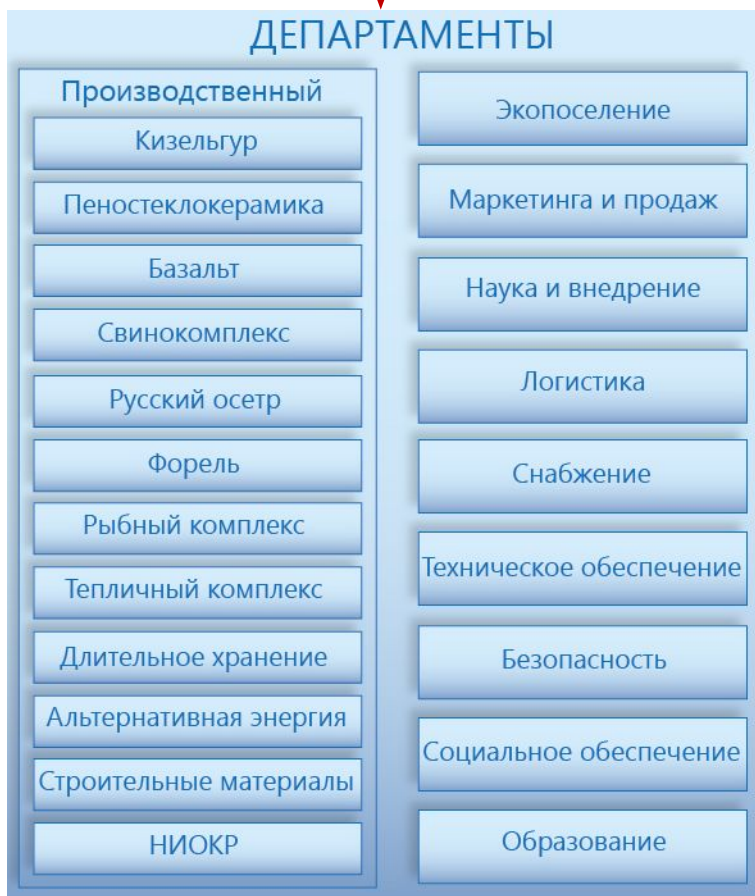 ДЕПАРТАМЕНТЫ
Производственный
Кизельгур
Пеностеклокерамика
Базальт
Свинокомплекс
Русский осетр
Форель
Рыбный комплекс
Тепличный комплекс
Длительное хранение
Альтернативная энергия
Строительные материалы
НИОКР
Экопоселение
Маркетинга и продаж
Наука и внедрение
Логистика
Снабжение
Техническое обеспечение
Безопасность
Социальное обеспечение
Образование